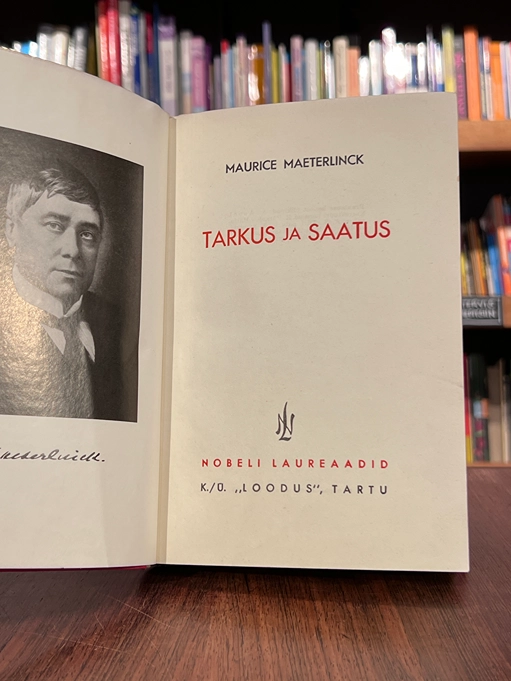 MAURICE MAETERLINCK
TARKUS JA SAATUS
NOBELI LAUREAADID
K./Ü. „LOODUS“, TARTU